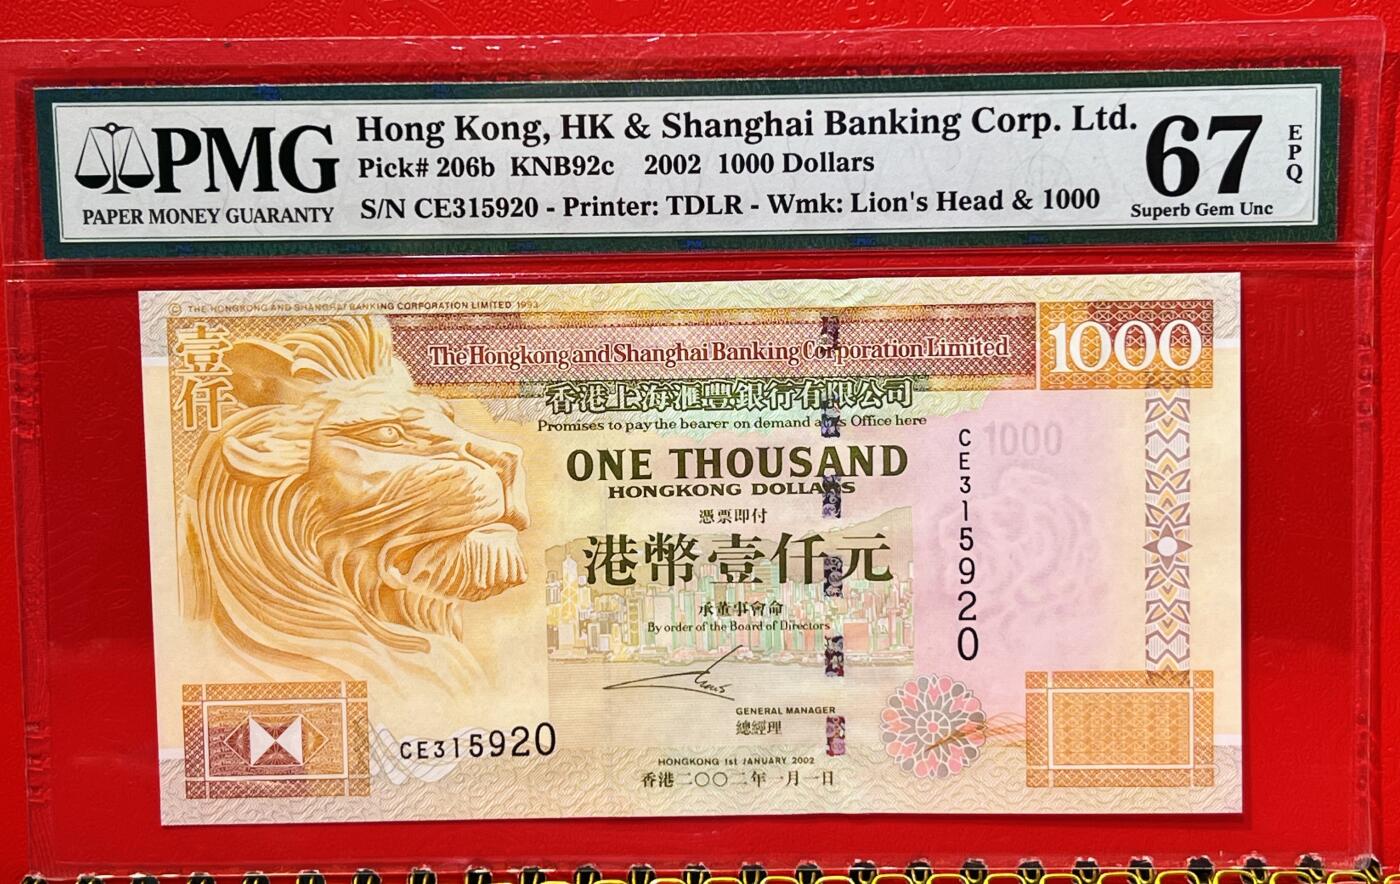 PMG
PAPER MONEY GUARANTY
Hong Kong, HK & Shanghai Banking Corp. Ltd.
Pick# 206b KNB92c 2002 1000 Dollars
S/N CE315920 - Printer: TDLR - Wmk: Lion's Head & 1000
67
EPQ
Superb Gem Unc
© THE HONGKONG AND SHANGHAI BANKING CORPORATION LIMITED 1993
壹仟
The Hongkong and Shanghai Banking Corporation Limited
1000
香港上海滙豐銀行有限公司
Promises to pay the bearer on demand at its Office here
ONE THOUSAND
HONGKONG DOLLARS
憑票即付
港幣壹仟元
承董事會命
By order of the Board of Directors
1000
CE315920
GENERAL MANAGER
總經理
CE315920
HONGKONG 1st JANUARY 2002
香港二〇〇二年一月一日